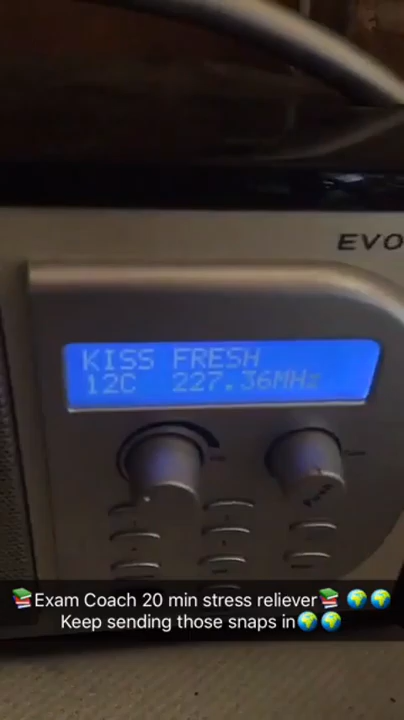 EVO
KISS FRESH
12C 227.36MHz
📚Exam Coach 20 min stress reliever📚 🌍🌍
Keep sending those snaps in🌍🌍